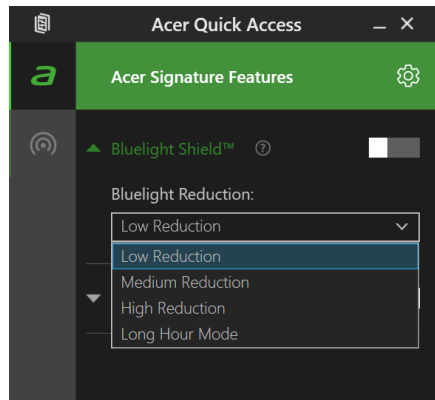 Acer Quick Access
a
Acer Signature Features
Bluelight Shield™ ?
Bluelight Reduction:
Low Reduction
Low Reduction
Medium Reduction
High Reduction
Long Hour Mode